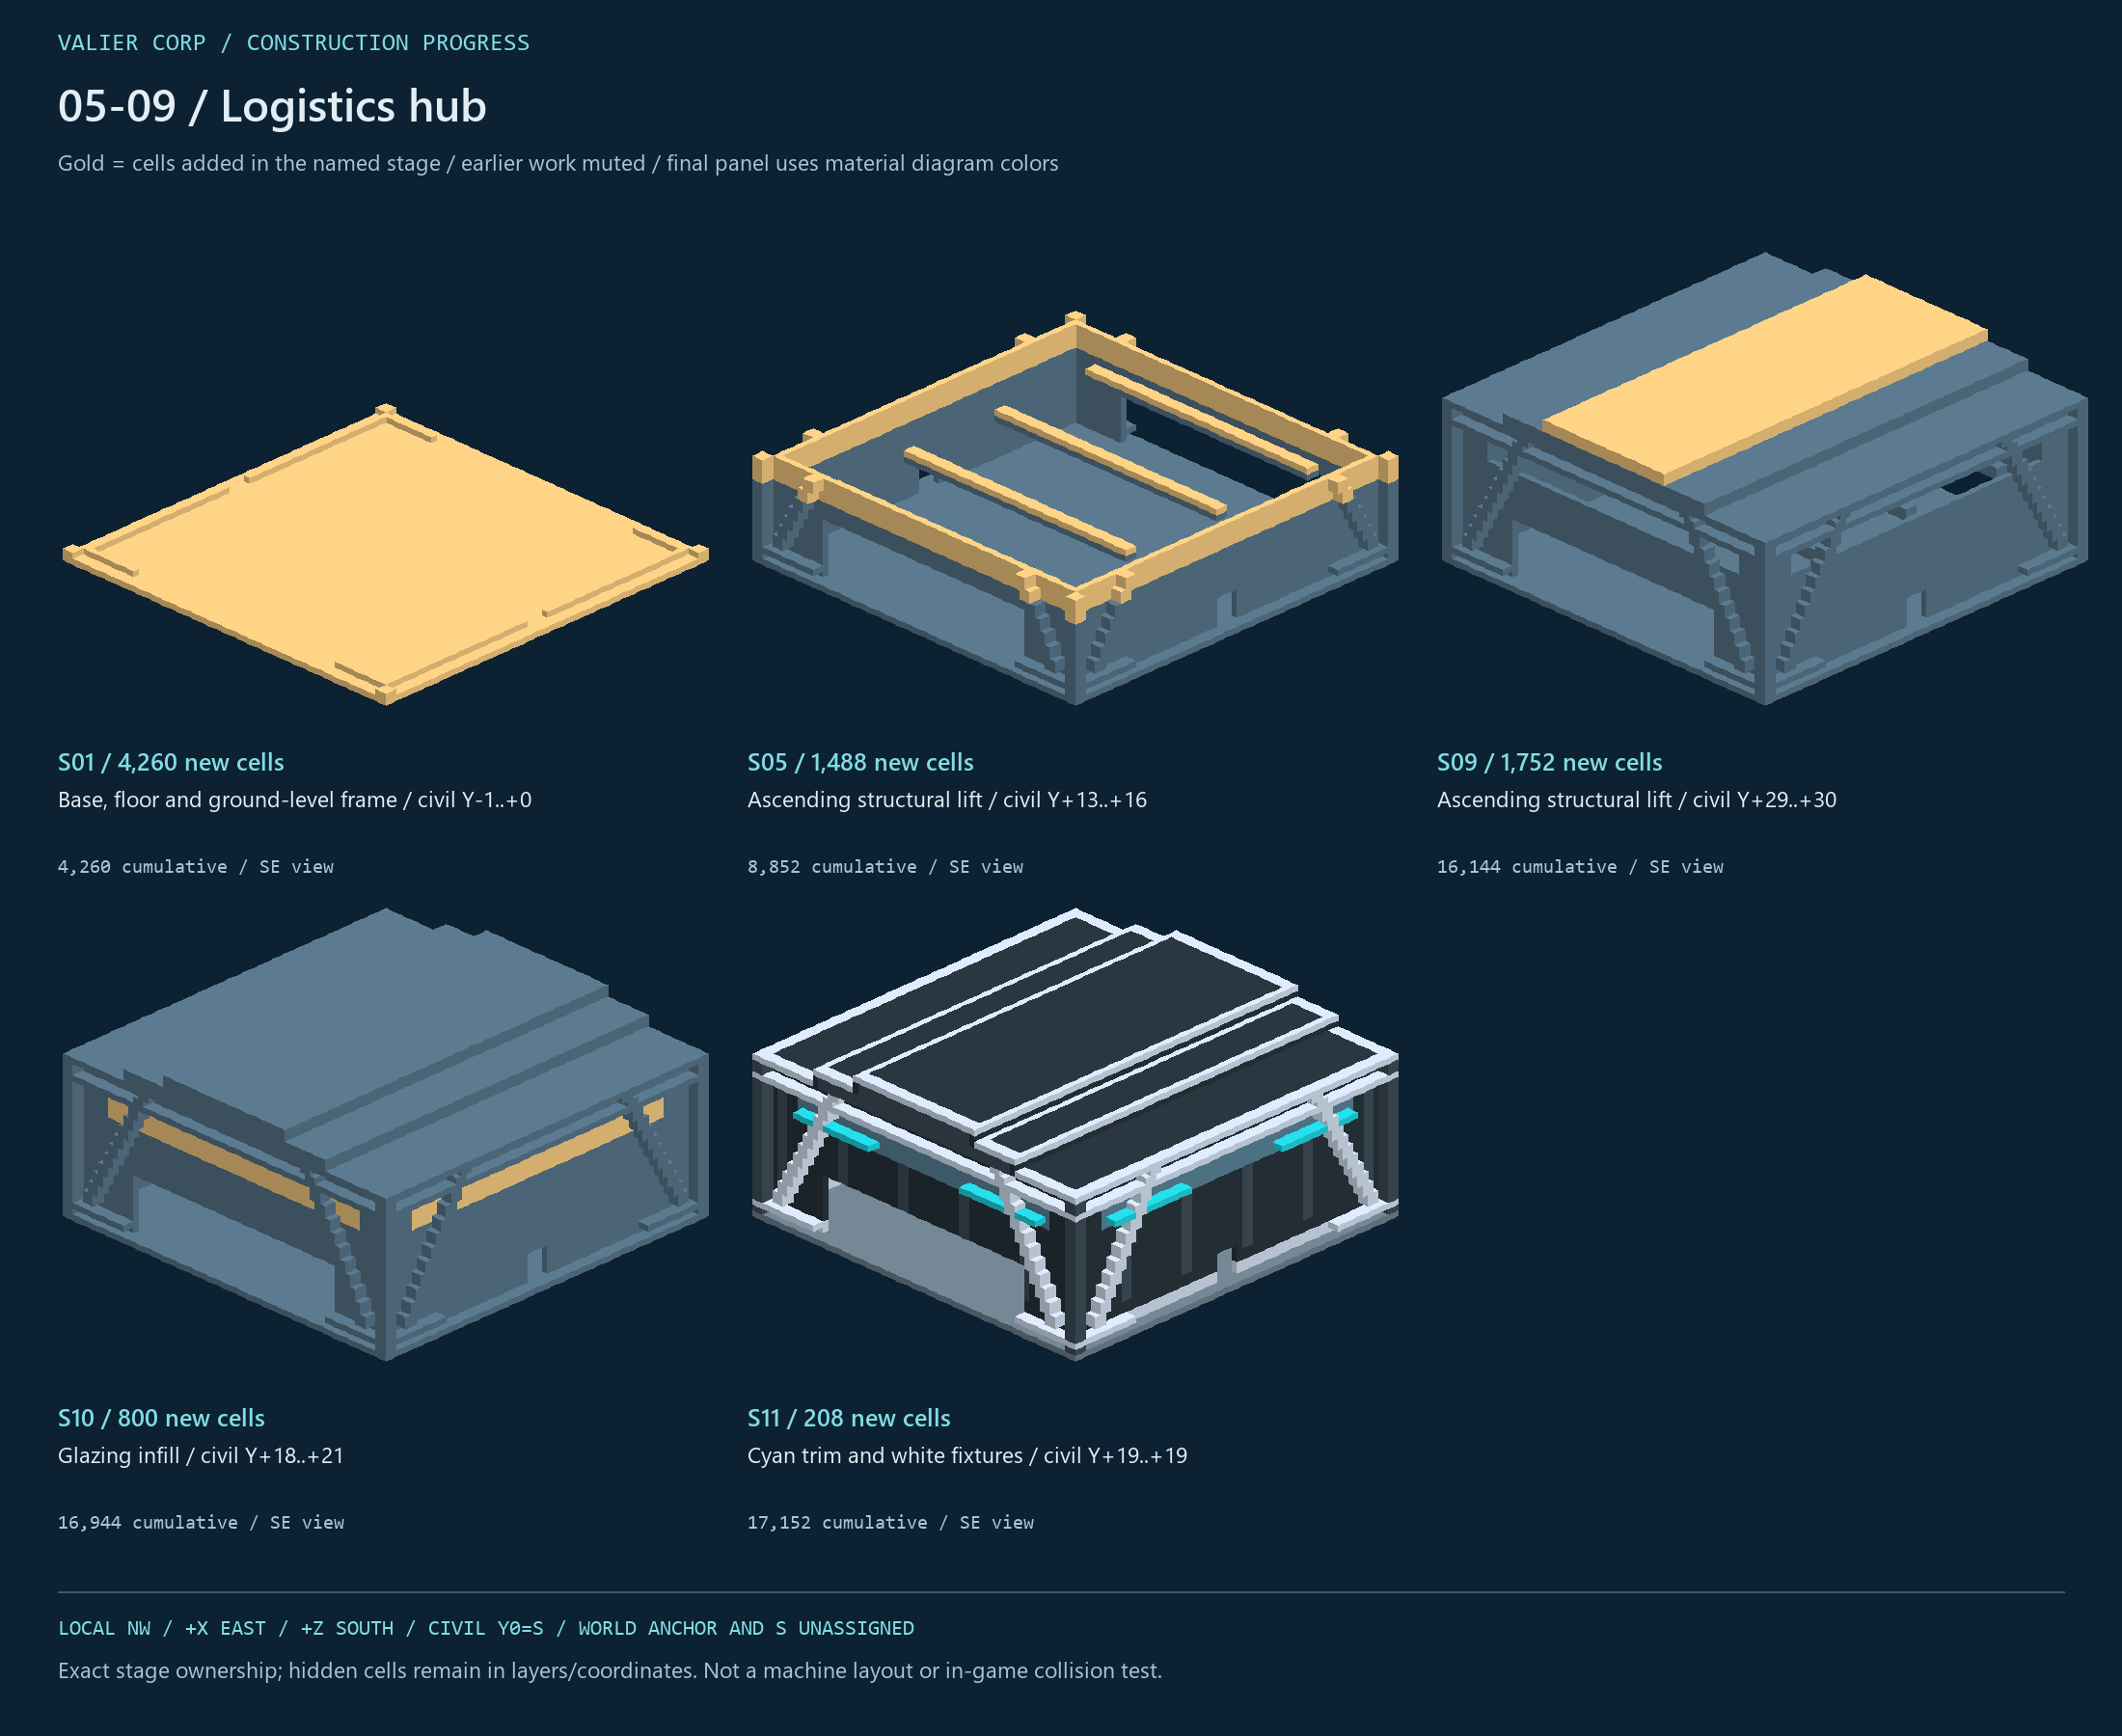 VALIER CORP / CONSTRUCTION PROGRESS
05-09 / Logistics hub
Gold = cells added in the named stage / earlier work muted / final panel uses material diagram colors
S01 / 4,260 new cells
Base, floor and ground-level frame / civil Y-1..+0
4,260 cumulative / SE view
S05 / 1,488 new cells
Ascending structural lift / civil Y+13..+16
8,852 cumulative / SE view
S09 / 1,752 new cells
Ascending structural lift / civil Y+29..+30
16,144 cumulative / SE view
S10 / 800 new cells
Glazing infill / civil Y+18..+21
16,944 cumulative / SE view
S11 / 208 new cells
Cyan trim and white fixtures / civil Y+19..+19
17,152 cumulative / SE view
LOCAL NW / +X EAST / +Z SOUTH / CIVIL Y0=S / WORLD ANCHOR AND S UNASSIGNED
Exact stage ownership; hidden cells remain in layers/coordinates. Not a machine layout or in-game collision test.